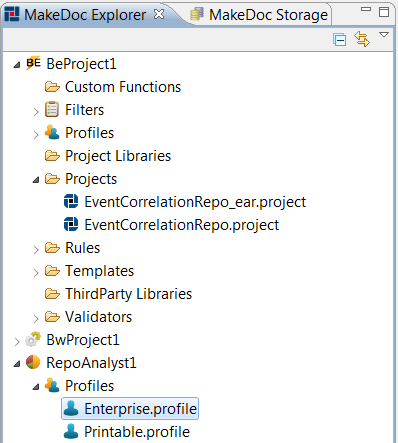 MakeDoc Explorer MakeDoc Storage
BE BeProject1
Custom Functions
Filters
Profiles
Project Libraries
Projects
EventCorrelationRepo_ear.project
EventCorrelationRepo.project
Rules
Templates
ThirdParty Libraries
Validators
BwProject1
RepoAnalyst1
Profiles
Enterprise.profile
Printable.profile